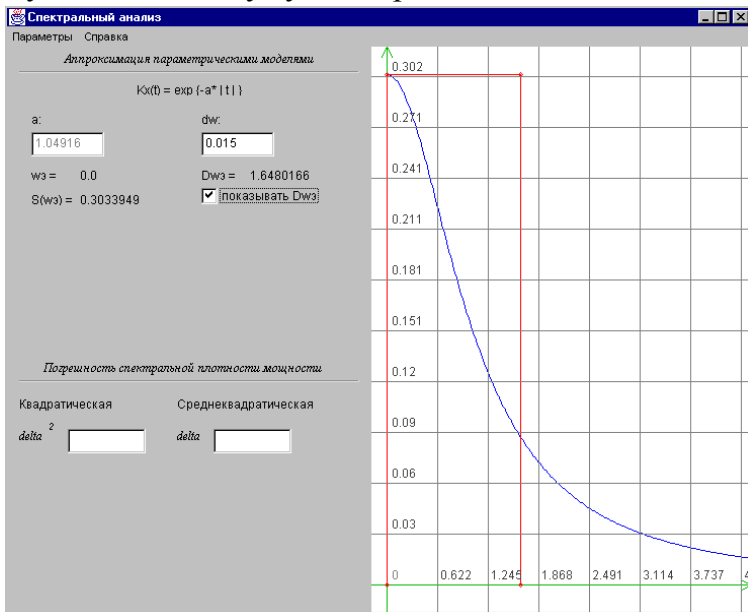 Спектральный анализ
Параметры Справка
Аппроксимация параметрическими моделями
Kx(t) = exp {-a* | t | }
a: dw:
1.04916 0.015
wэ = 0.0 Dwэ = 1.6480166
S(wэ) = 0.3033949 показывать Dwэ
Погрешность спектральной плотности мощности
Квадратическая Среднеквадратическая
delta 2 delta
0.302
0.271
0.241
0.211
0.181
0.151
0.12
0.09
0.06
0.03
0 0.622 1.245 1.868 2.491 3.114 3.737